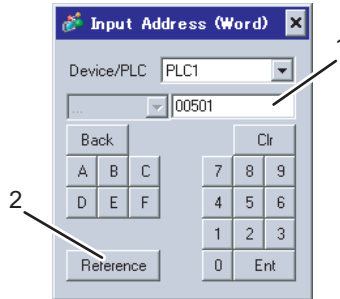 Input Address (Word)
1
Device/PLC PLC1
... 00501
Back Clr
A B C 7 8 9
D E F 4 5 6
2
1 2 3
Reference 0 Ent